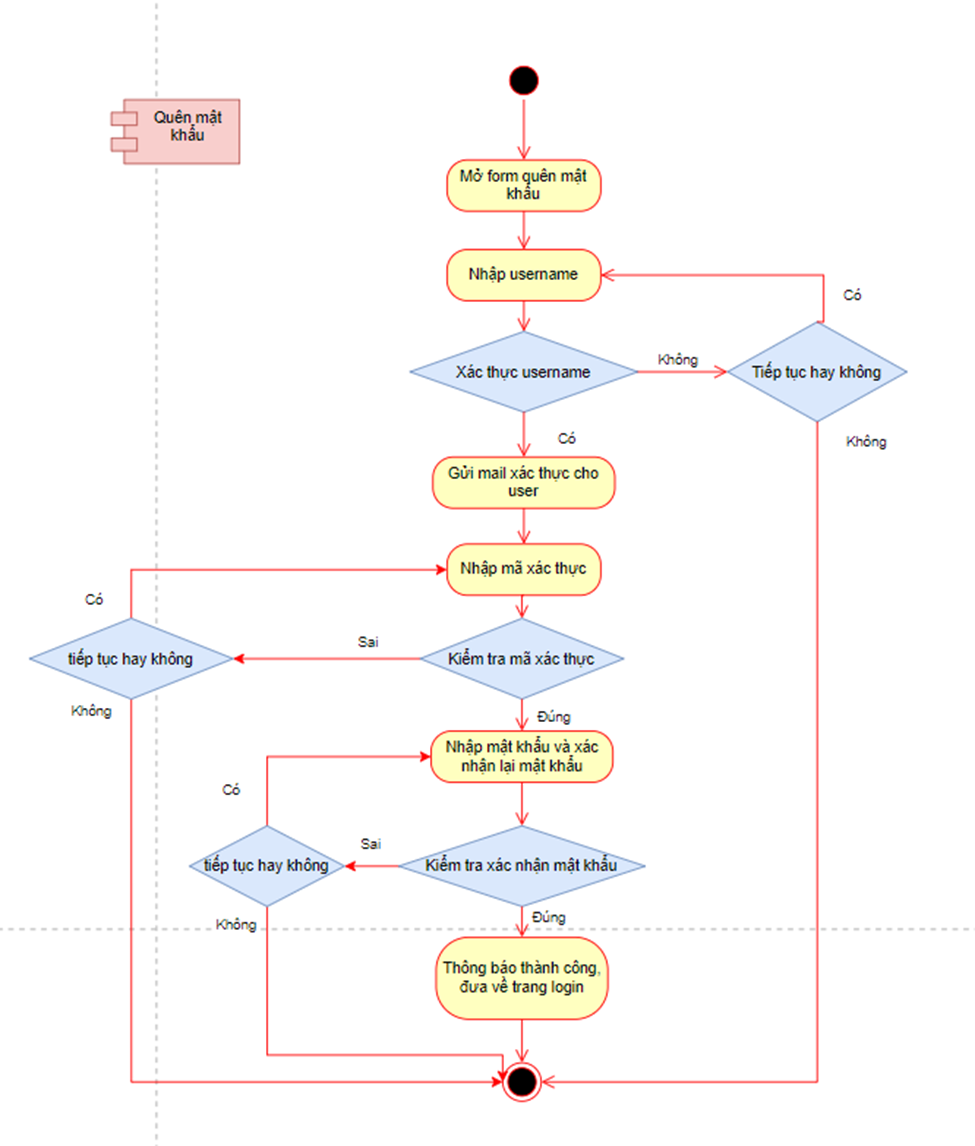 Quên mật
khẩu
Mở form quên mật
khẩu
Nhập username
Có
Xác thực username
Không
Tiếp tục hay không
Có
Không
Gửi mail xác thực cho
user
Nhập mã xác thực
Có
tiếp tục hay không
Sai
Kiểm tra mã xác thực
Không
Đúng
Nhập mật khẩu và xác
nhận lại mật khẩu
Có
tiếp tục hay không
Sai
Kiểm tra xác nhận mật khẩu
Không
Đúng
Thông báo thành công,
đưa về trang login